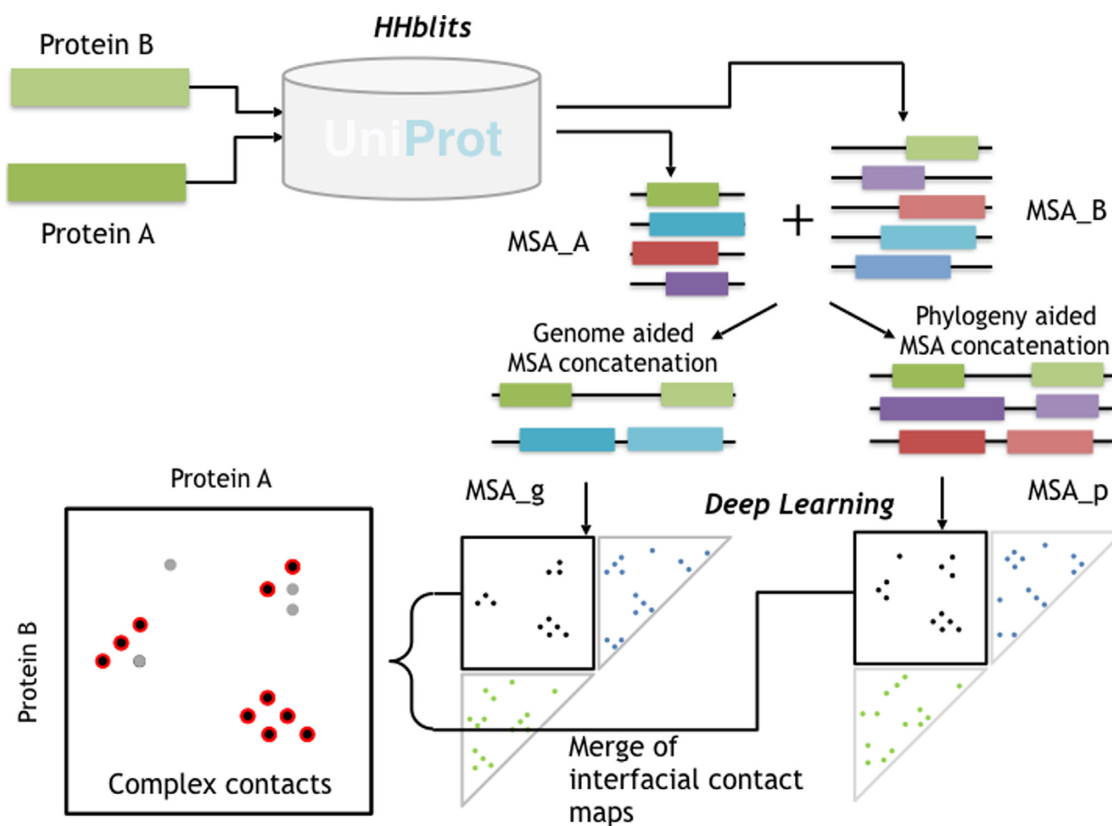 HHblits
Protein B
UniProt
Protein A
MSA_A
+
MSA_B
Genome aided
MSA concatenation
Phylogeny aided
MSA concatenation
Protein A
MSA_g
Deep Learning
MSA_p
Protein B
Complex contacts
Merge of
interfacial contact
maps